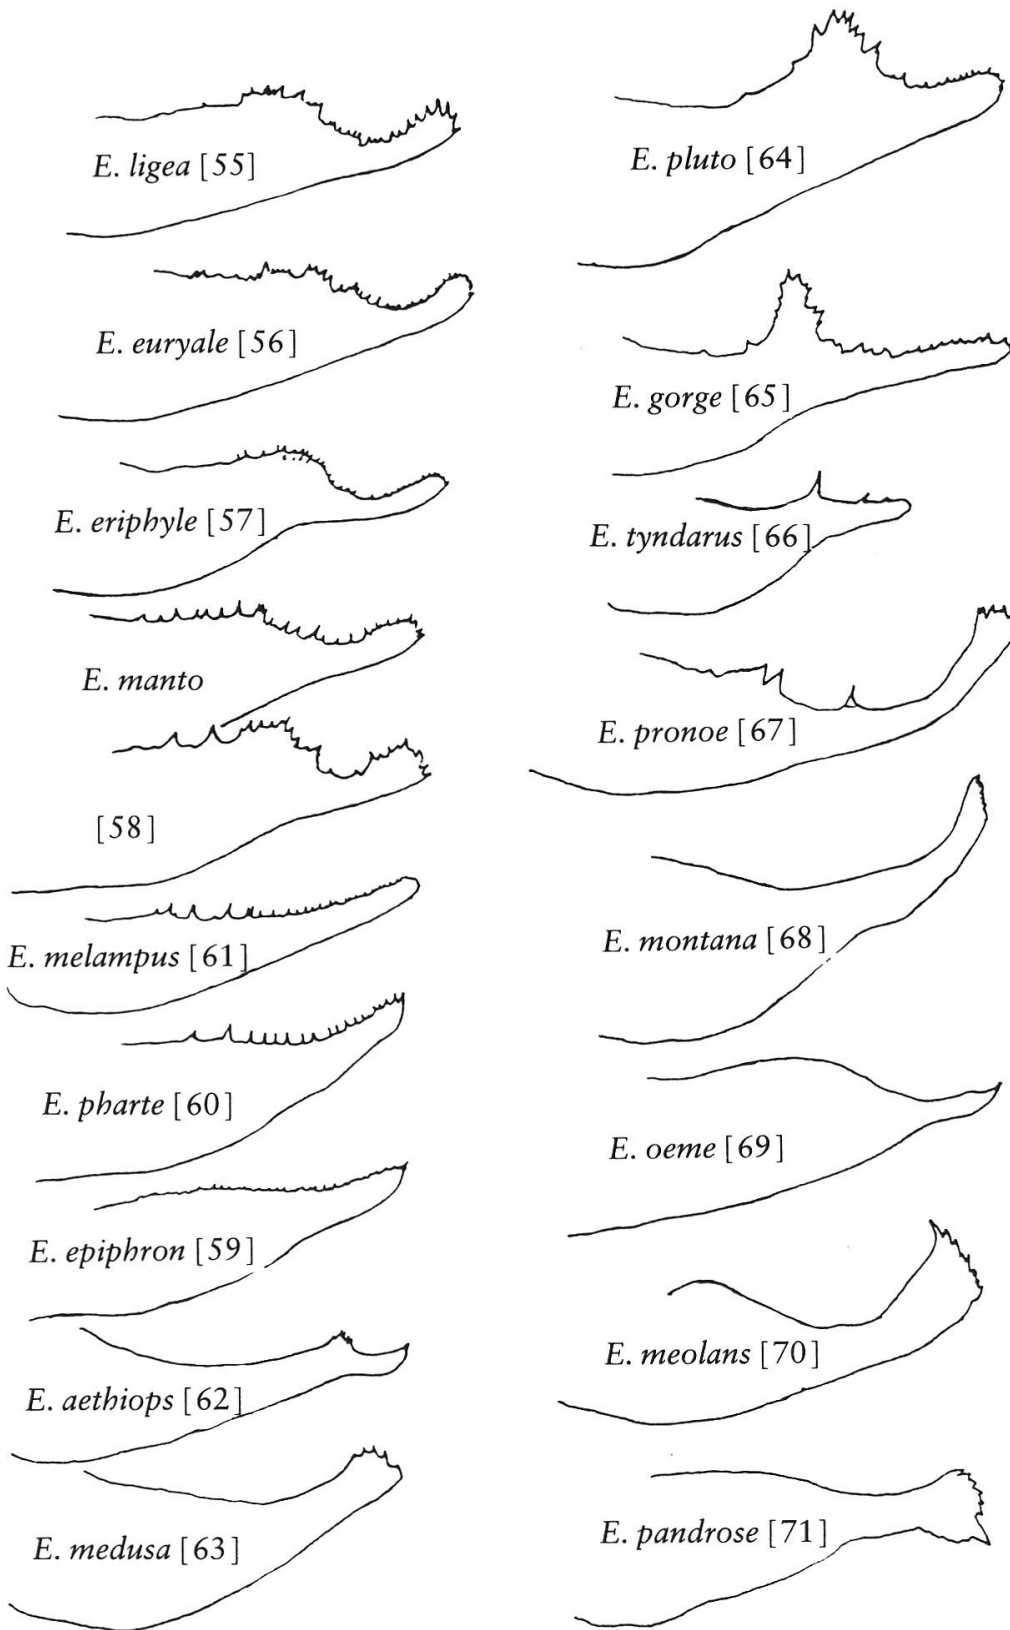 E. ligea [55]
E. euryale [56]
E. eriphyle [57]
E. manto
[58]
E. melampus [61]
E. pharte [60]
E. epiphron [59]
E. aethiops [62]
E. medusa [63]
E. pluto [64]
E. gorge [65]
E. tyndarus [66]
E. pronoe [67]
E. montana [68]
E. oeme [69]
E. meolans [70]
E. pandrose [71]